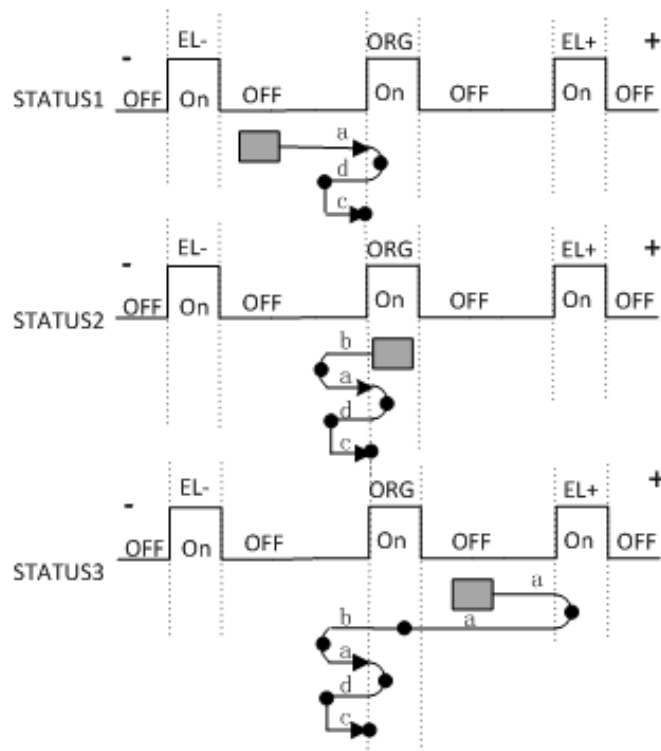 EL- ORG EL+
- +
STATUS1 OFF On OFF On OFF On OFF
a
d
c
EL- ORG EL+
- +
STATUS2 OFF On OFF On OFF On OFF
b
a
d
c
EL- ORG EL+
- +
STATUS3 OFF On OFF On OFF On OFF
a
b a
a
d
c